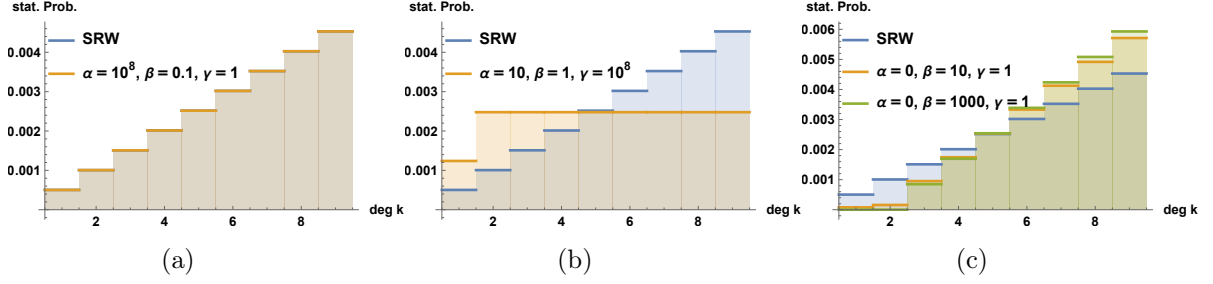 stat. Prob.
SRW
α = 10⁸, β = 0.1, γ = 1
0.004
0.003
0.002
0.001
2 4 6 8
deg k
(a)
stat. Prob.
SRW
α = 10, β = 1, γ = 10⁸
0.004
0.003
0.002
0.001
2 4 6 8
deg k
(b)
stat. Prob.
0.006
SRW
0.005
α = 0, β = 10, γ = 1
0.004
α = 0, β = 1000, γ = 1
0.003
0.002
0.001
2 4 6 8
deg k
(c)